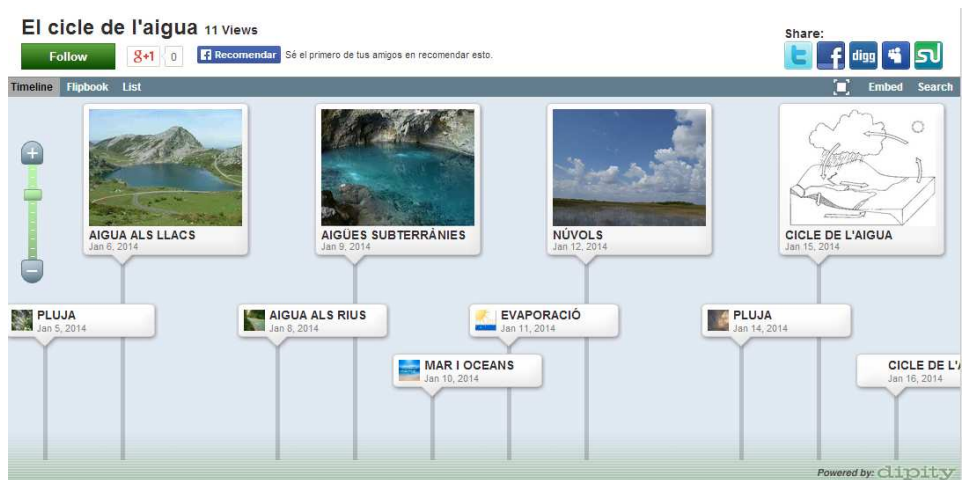 El cicle de l'aigua 11 Views
Share:
Follow
g+1 0
f Recomendar Sé el primero de tus amigos en recomendar esto.
digg
Timeline Flipbook List
Embed Search
AIGUA ALS LLACS
Jan 6, 2014
AIGÜES SUBTERRÀNIES
Jan 9, 2014
NÚVOLS
Jan 12, 2014
CICLE DE L'AIGUA
Jan 15, 2014
PLUJA
Jan 5, 2014
AIGUA ALS RIUS
Jan 8, 2014
EVAPORACIÓ
Jan 11, 2014
PLUJA
Jan 14, 2014
MAR I OCEANS
Jan 10, 2014
CICLE DE L'
Jan 16, 2014
Powered by: dipity